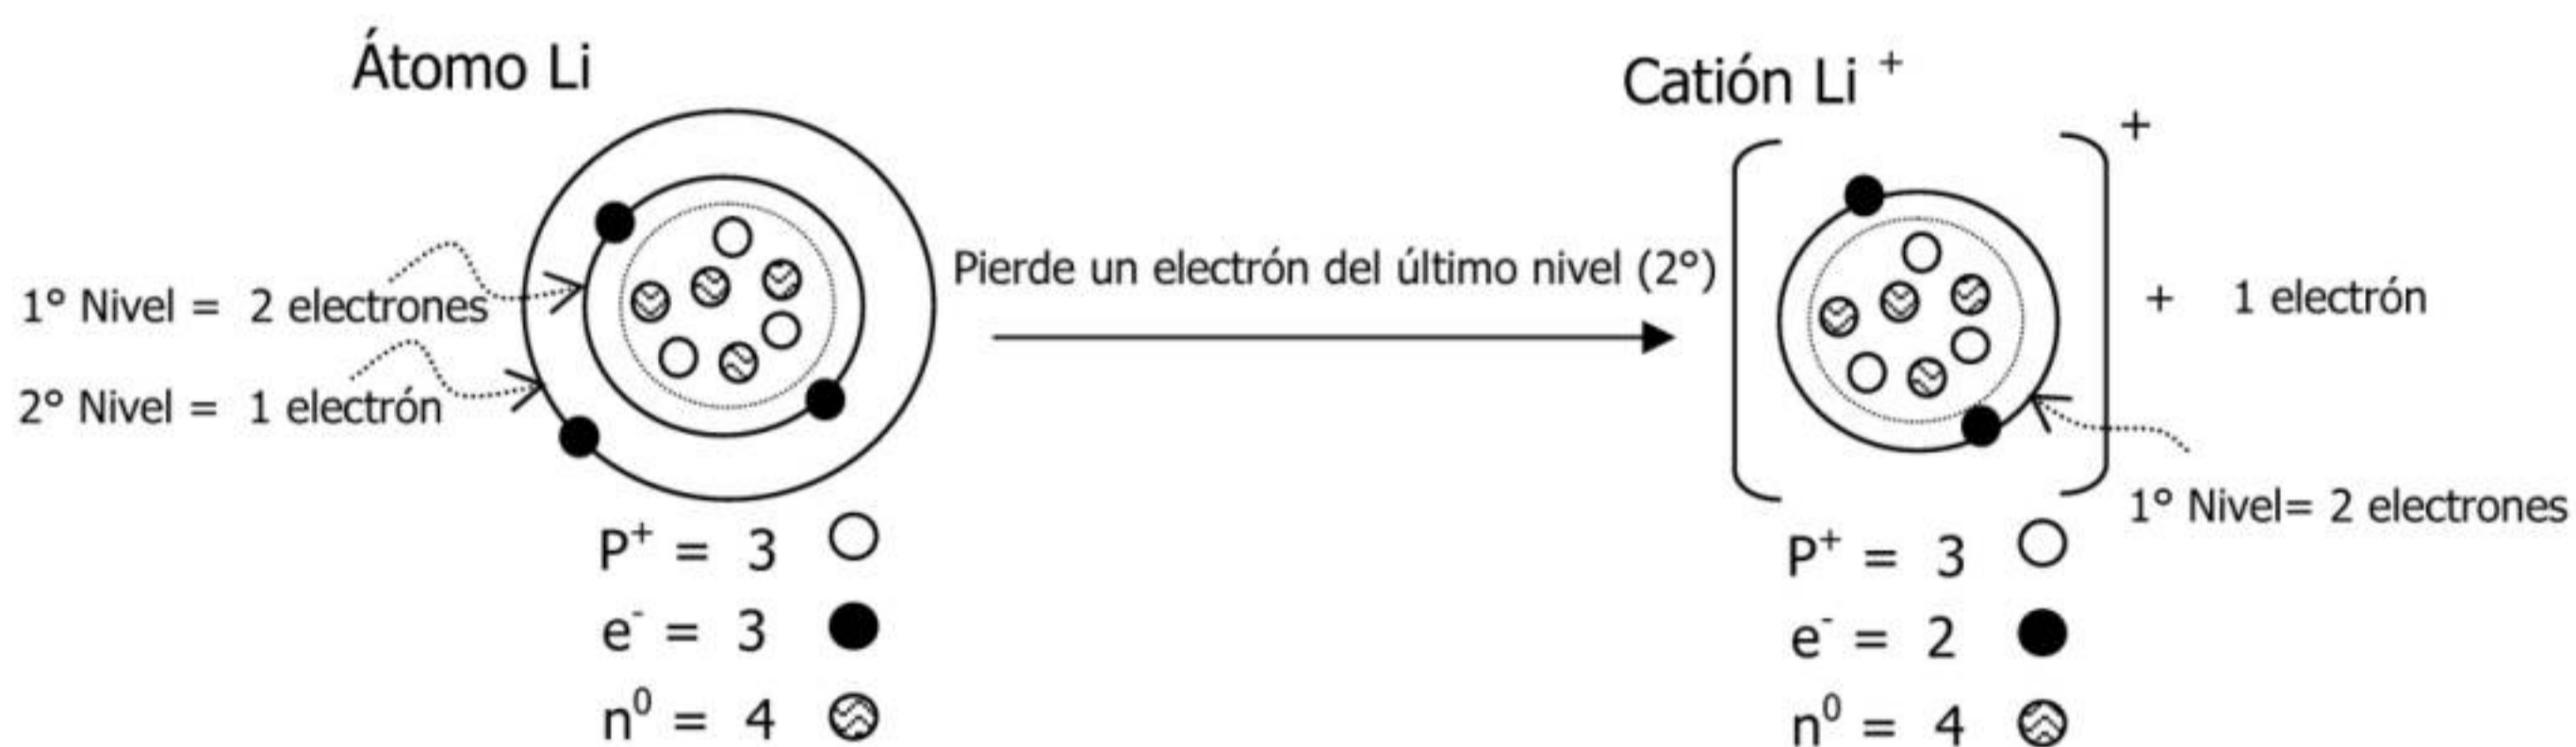 Átomo Li
1° Nivel = 2 electrones
2° Nivel = 1 electrón
P⁺ = 3
e⁻ = 3
n⁰ = 4
Pierde un electrón del último nivel (2°)
Catión Li ⁺
+
+ 1 electrón
1° Nivel= 2 electrones
P⁺ = 3
e⁻ = 2
n⁰ = 4